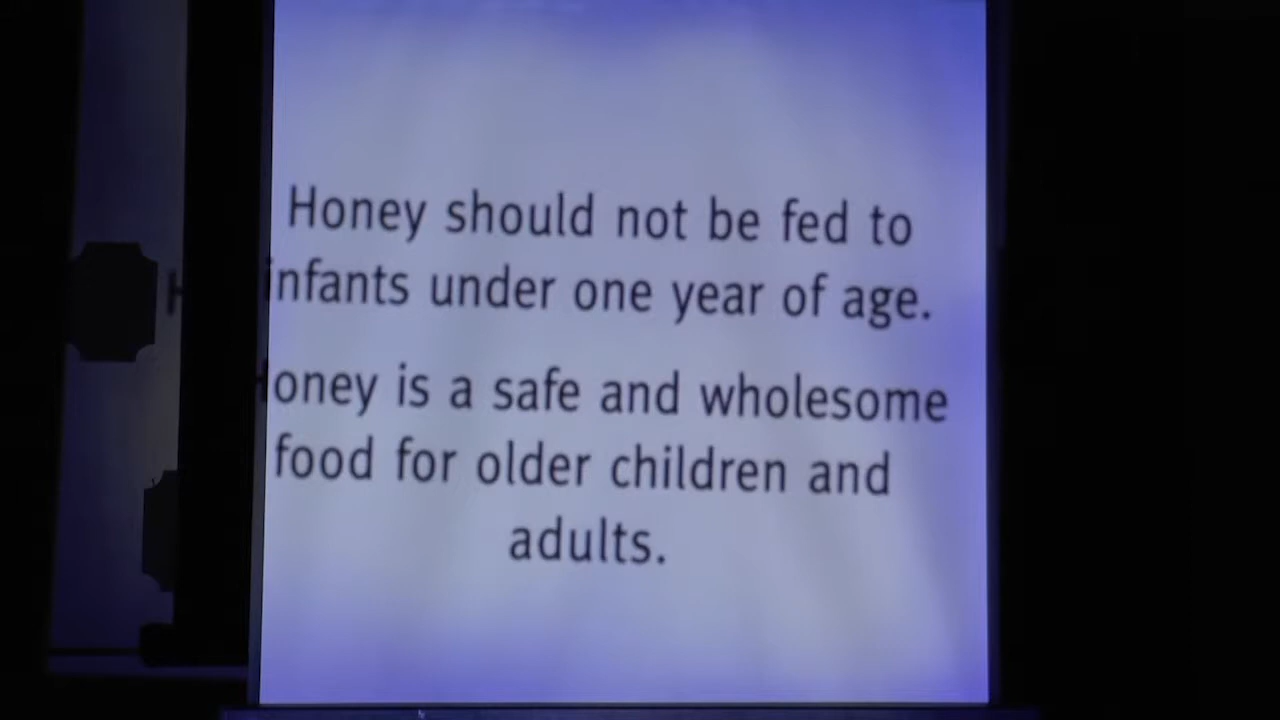 Honey should not be fed to
infants under one year of age.
Honey is a safe and wholesome
food for older children and
adults.